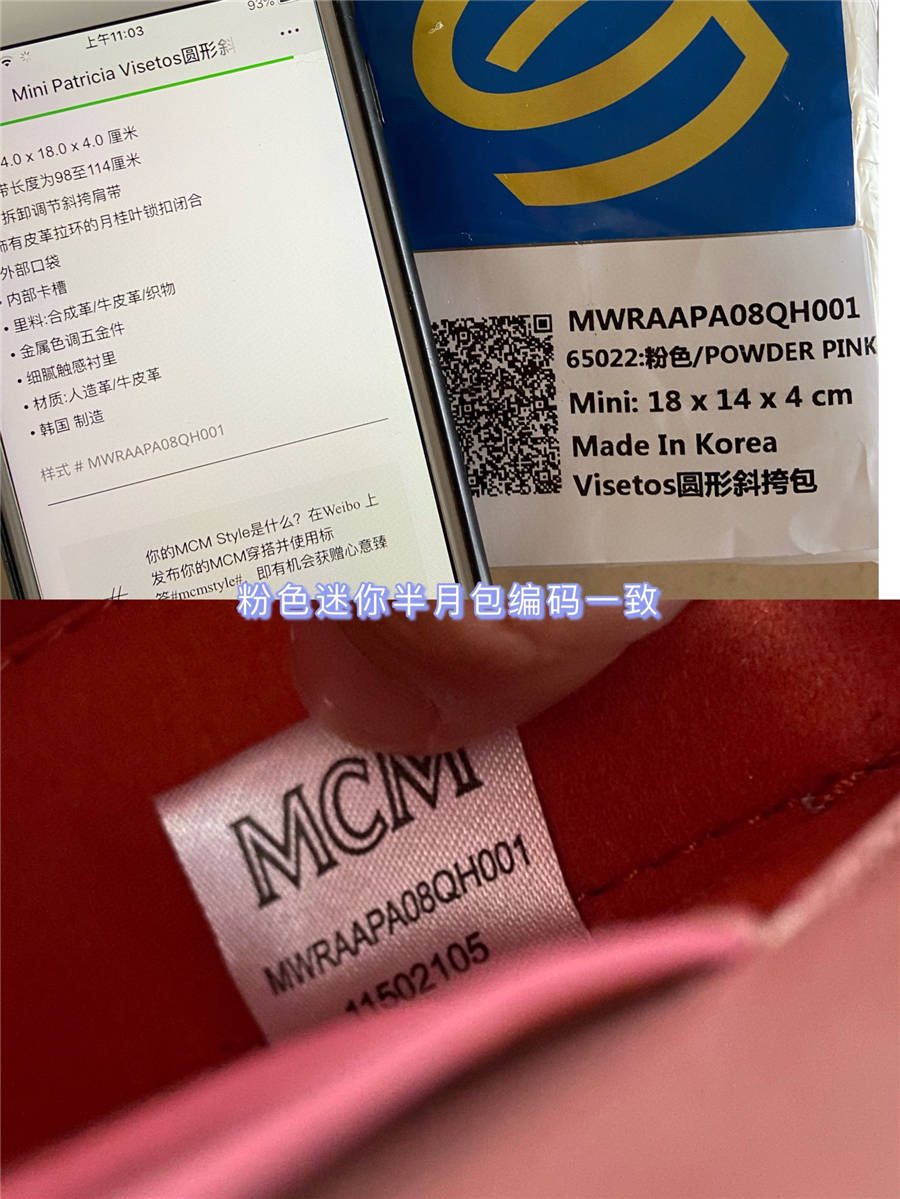 上午11:03
93%
Mini Patricia Visetos圆形斜
4.0 x 18.0 x 4.0 厘米
带长度为98至114厘米
拆卸调节斜挎肩带
饰有皮革拉环的月桂叶锁扣闭合
外部口袋
• 内部卡槽
• 里料:合成革/牛皮革/织物
• 金属色调五金件
• 细腻触感衬里
• 材质:人造革/牛皮革
• 韩国 制造
样式 # MWRAAPA08QH001
你的MCM Style是什么？在Weibo 上
发布你的MCM穿搭并使用标
签#mcmstyle#，即有机会获赠心意臻
#
MWRAAPA08QH001
65022:粉色/POWDER PINK
Mini: 18 x 14 x 4 cm
Made In Korea
Visetos圆形斜挎包
粉色迷你半月包编码一致
MCM
MWRAAPA08QH001
11502105